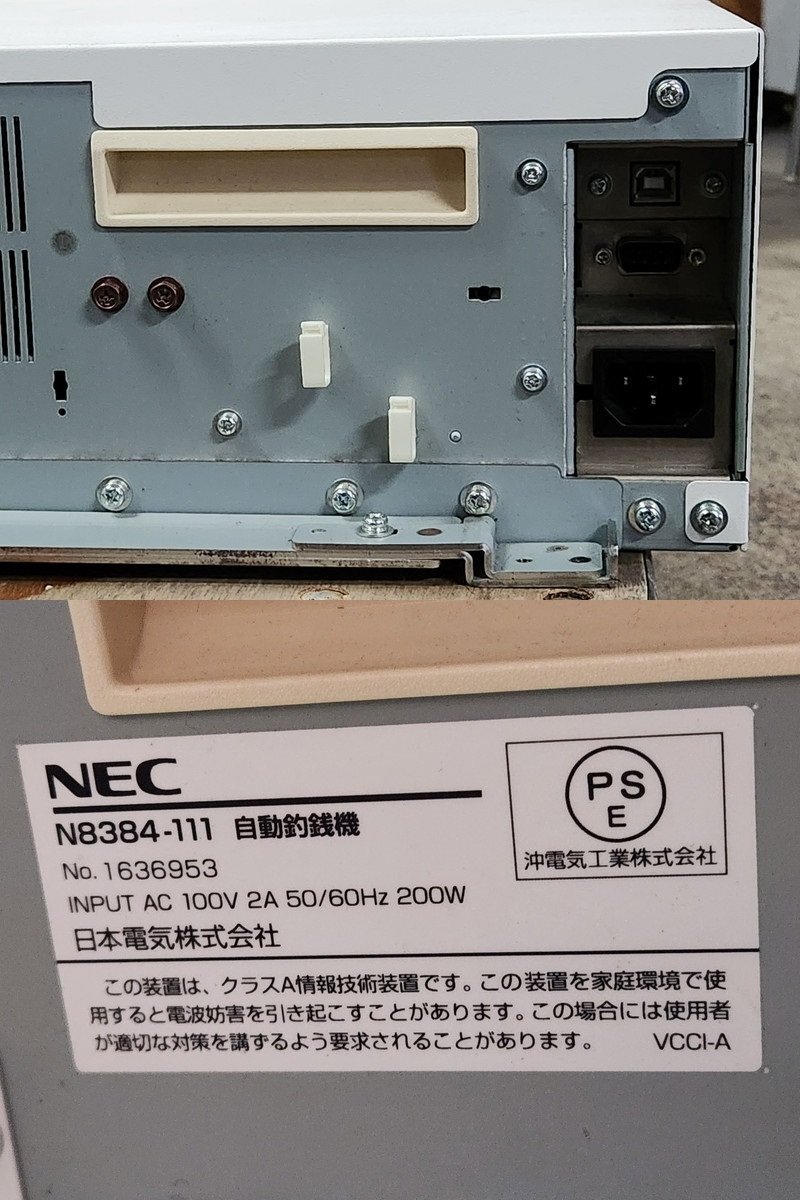 NEC
N8384-111 自動釣銭機
No. 1636953
INPUT AC 100V 2A 50/60Hz 200W
日本電気株式会社
PS
E
沖電気工業株式会社
この装置は、クラスA情報技術装置です。この装置を家庭環境で使
用すると電波妨害を引き起こすことがあります。この場合には使用者
が適切な対策を講ずるよう要求されることがあります。 VCCI-A